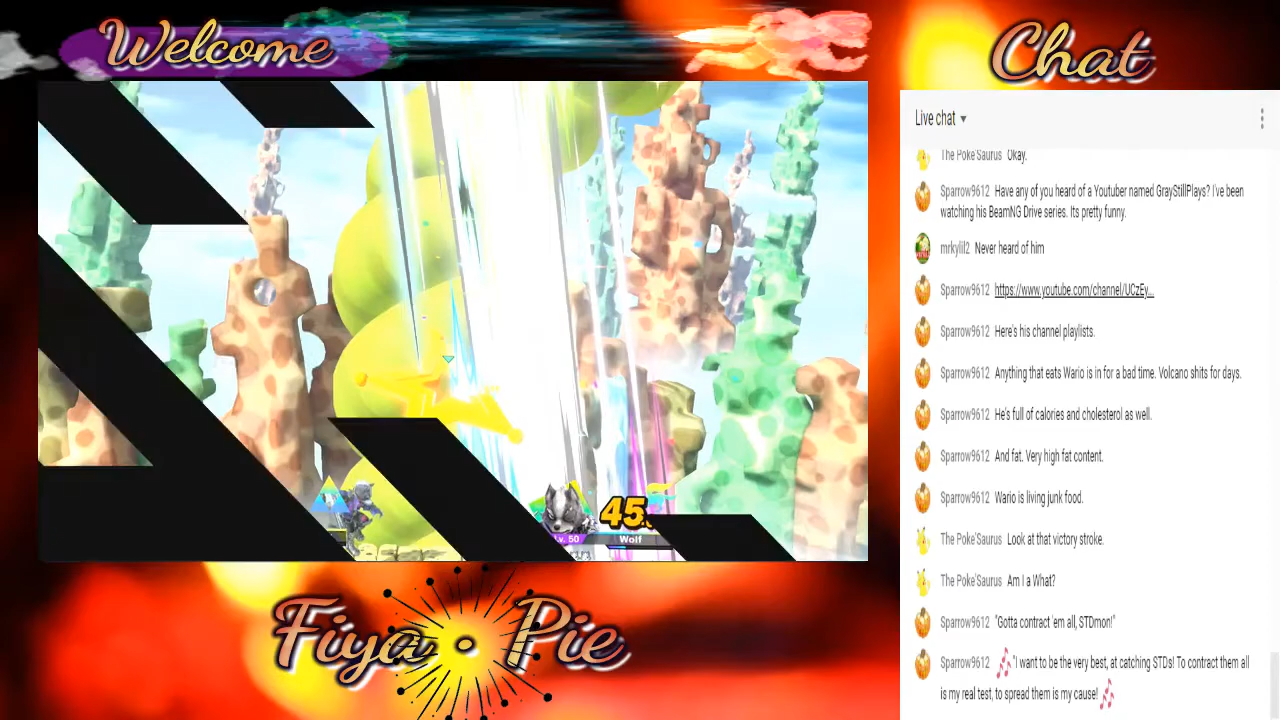 Welcome
Chat
Live chat
The Poke'Saurus Okay.
Sparrow9612 Have any of you heard of a Youtuber named GrayStillPlays? I've been
watching his BeamNG Drive series. Its pretty funny.
mrkylil2 Never heard of him
Sparrow9612 https://www.youtube.com/channel/UCzEy...
Sparrow9612 Here's his channel playlists.
Sparrow9612 Anything that eats Wario is in for a bad time. Volcano shits for days.
Sparrow9612 He's full of calories and cholesterol as well.
Sparrow9612 And fat. Very high fat content.
Sparrow9612 Wario is living junk food.
The Poke'Saurus Look at that victory stroke.
The Poke'Saurus Am I a What?
Sparrow9612 "Gotta contract 'em all, STDmon!"
Sparrow9612 🎶"I want to be the very best, at catching STDs! To contract them all
is my real test, to spread them is my cause!🎶
45
Lv. 50 Wolf
Fiya • Pie